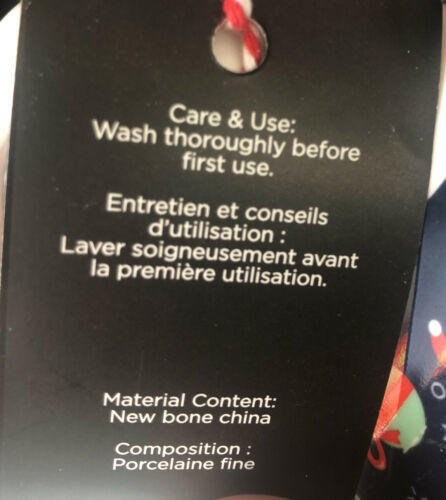 Care & Use:
Wash thoroughly before
first use.
Entretien et conseils
d'utilisation :
Laver soigneusement avant
la première utilisation.
Material Content:
New bone china
Composition :
Porcelaine fine